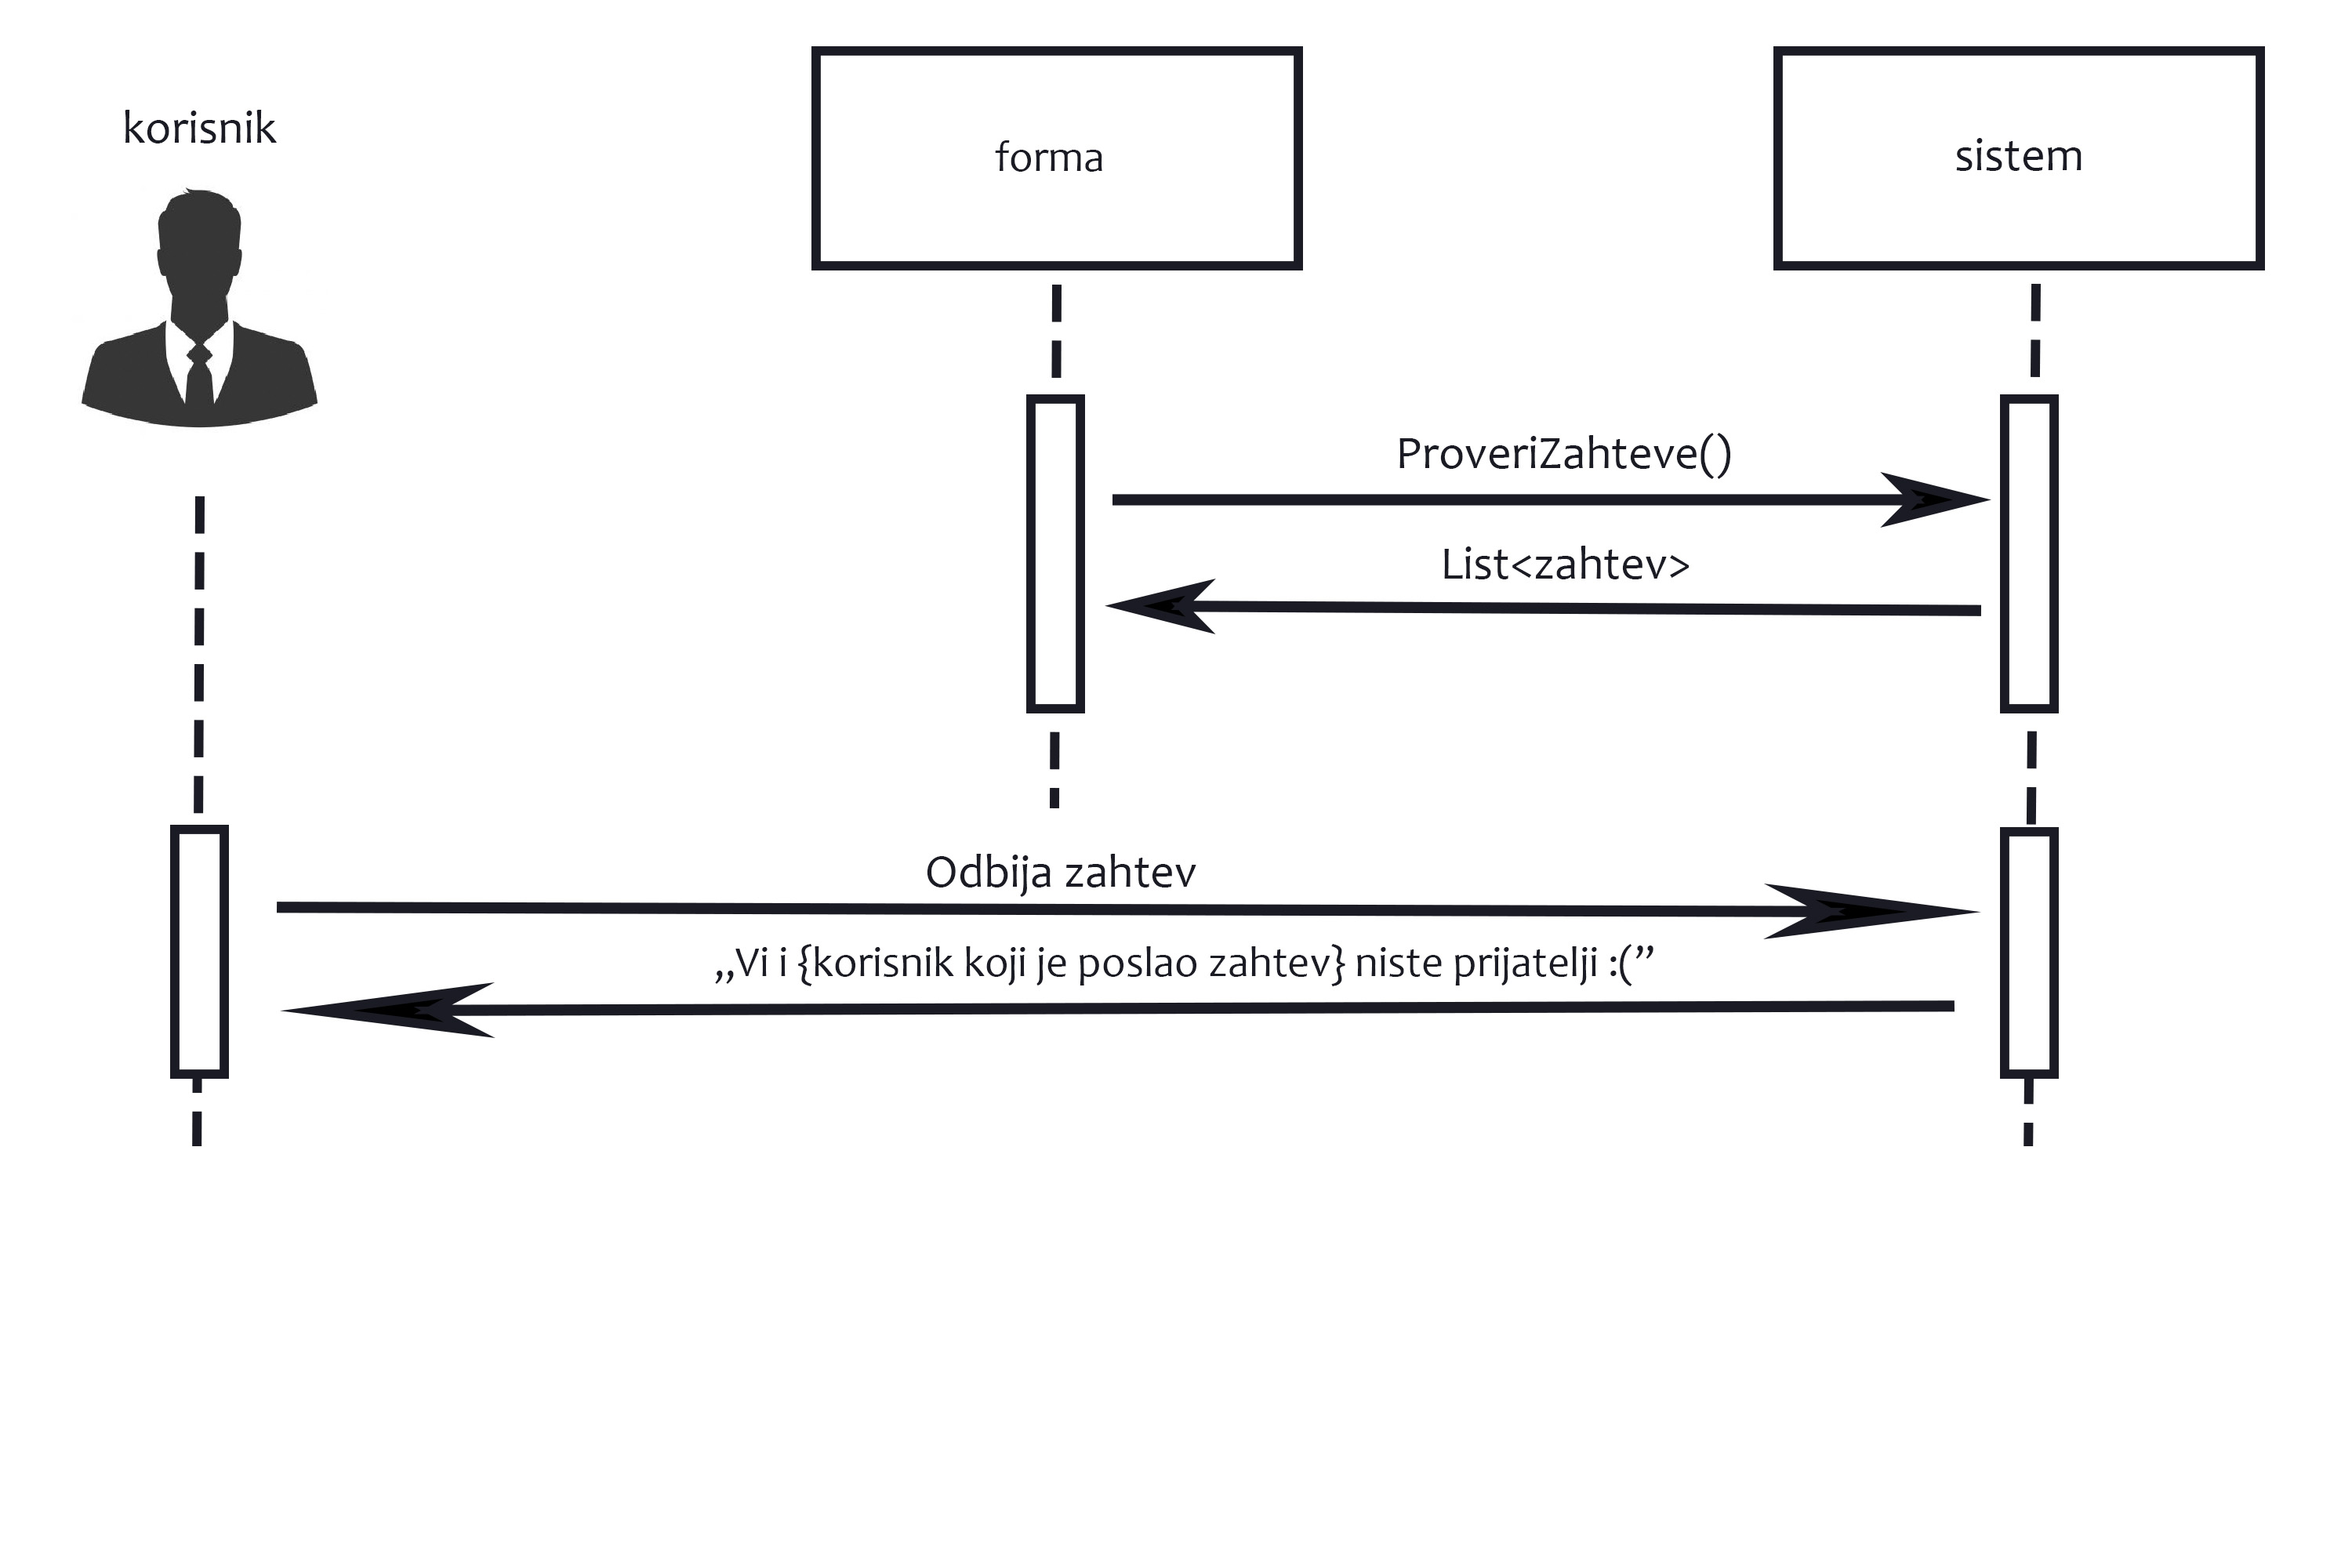 korisnik
forma
sistem
ProveriZahteve()
List<zahtev>
Odbija zahtev
„Vi i {korisnik koji je poslao zahtev} niste prijatelji :(”